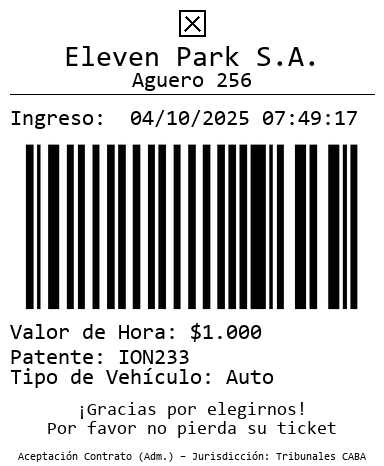 Eleven Park S.A.
Aguero 256
Ingreso: 04/10/2025 07:49:17
Valor de Hora: $1.000
Patente: ION233
Tipo de Vehículo: Auto
¡Gracias por elegirnos!
Por favor no pierda su ticket
Aceptación Contrato (Adm.) – Jurisdicción: Tribunales CABA